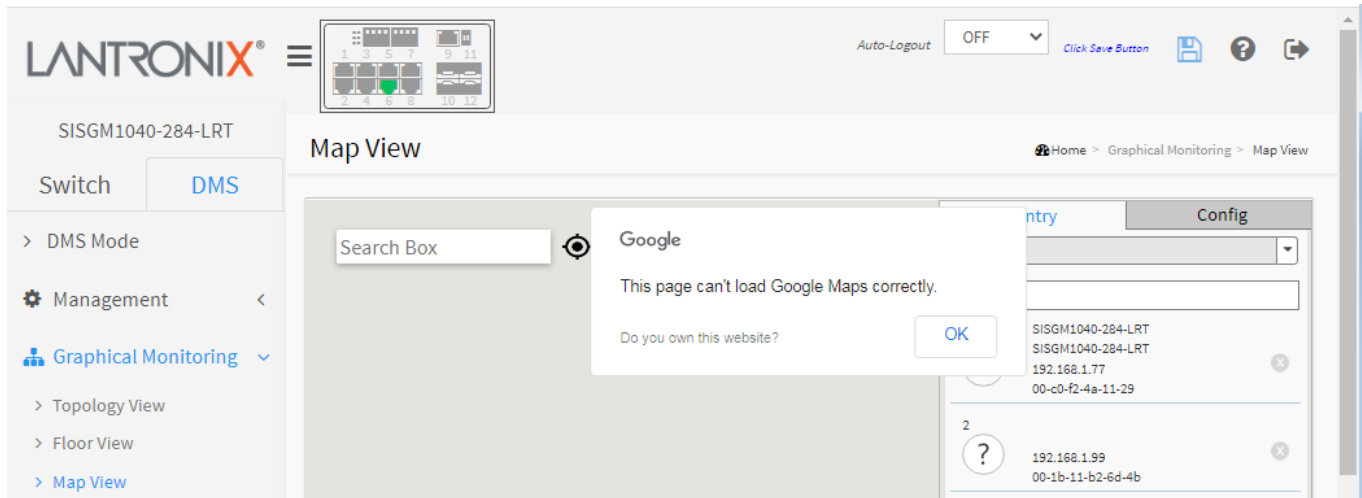 LANTRONIX®
1 3 5 7 9 11
2 4 6 8 10 12
Auto-Logout
OFF
Click Save Button
SISGM1040-284-LRT
Switch
DMS
DMS Mode
Management
Graphical Monitoring
Topology View
Floor View
Map View
Map View
Home > Graphical Monitoring > Map View
Search Box
Google
This page can't load Google Maps correctly.
Do you own this website?
OK
ntry
Config
SISGM1040-284-LRT
SISGM1040-284-LRT
192.168.1.77
00-c0-f2-4a-11-29
2
?
192.168.1.99
00-1b-11-b2-6d-4b